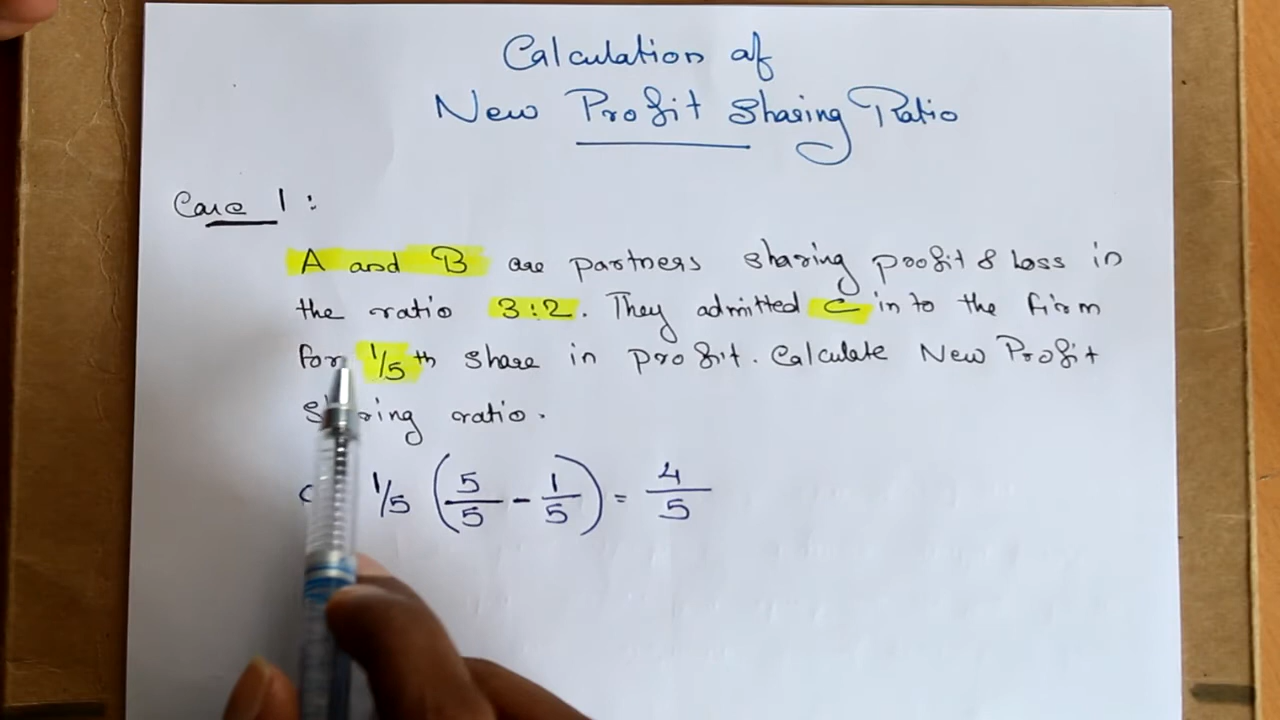 Calculation of
New Profit Sharing Ratio
Case 1 :
A and B are partners sharing profit & Loss in
the ratio 3:2. They admitted C in to the firm
for 1/5 th share in profit. Calculate New Profit
ratio.
1/5 (5/5 - 1/5) = 4/5